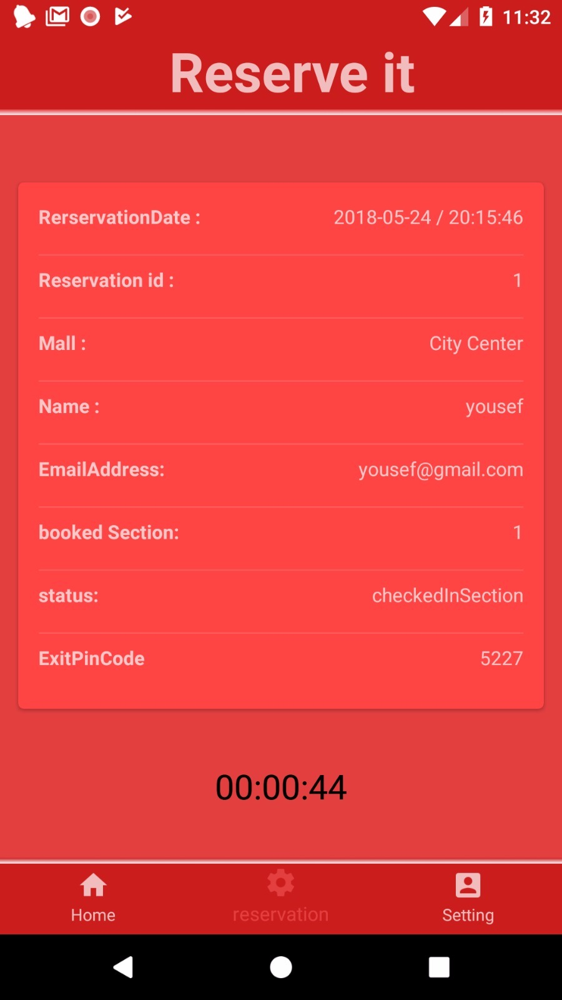 11:32
Reserve it
RerservationDate : 2018-05-24 / 20:15:46
Reservation id : 1
Mall : City Center
Name : yousef
EmailAddress: yousef@gmail.com
booked Section: 1
status: checkedInSection
ExitPinCode 5227
00:00:44
Home reservation Setting